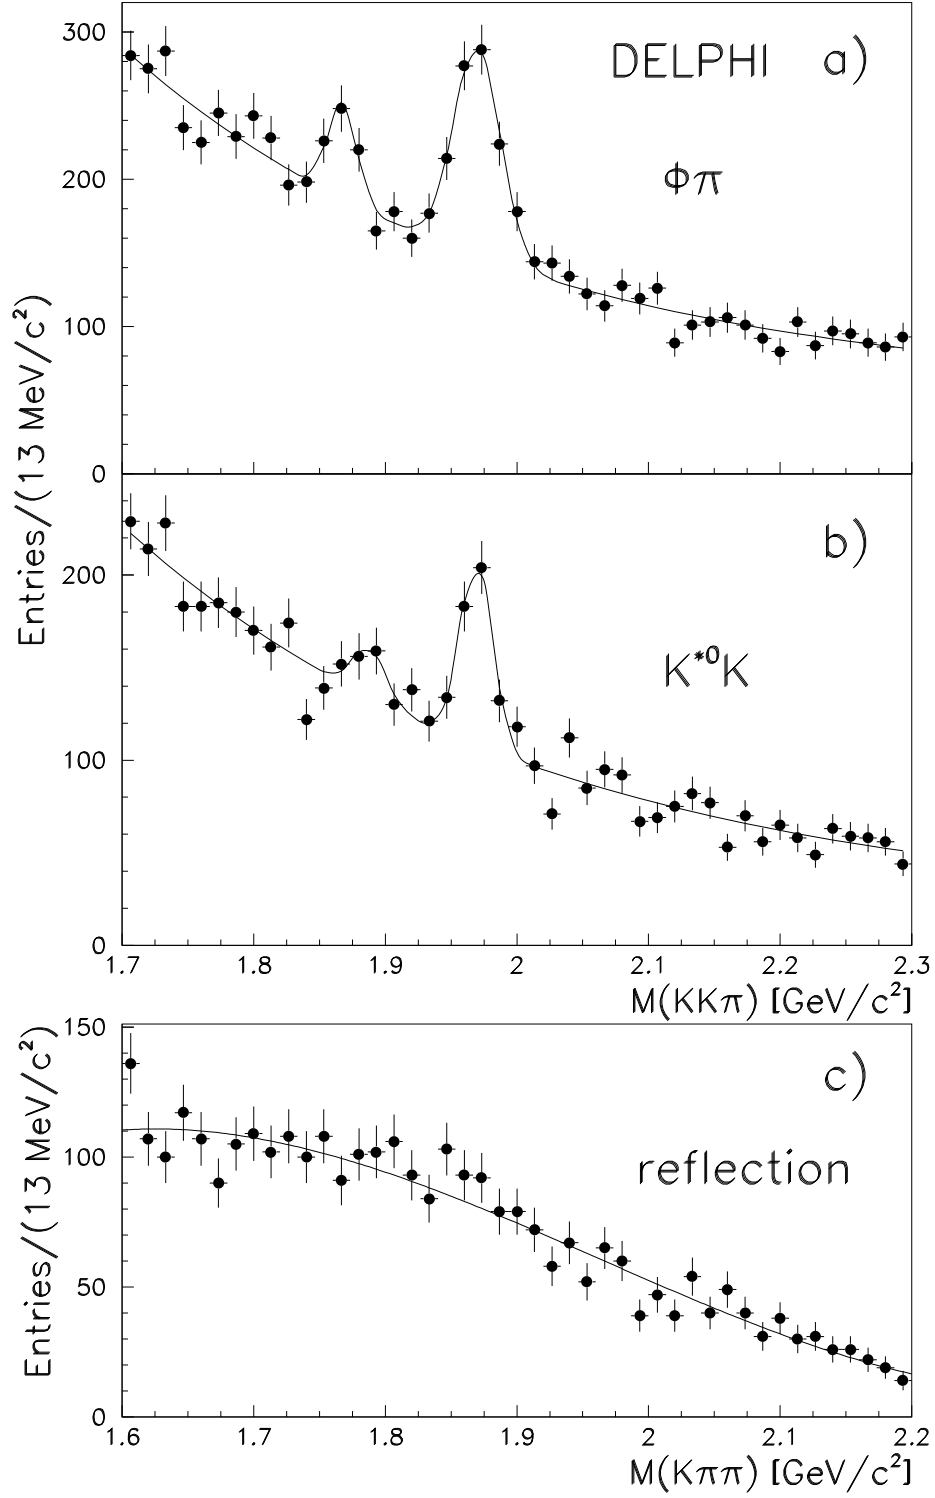 300
200
100
0
DELPHI
a)
Φπ
Entries/(13 MeV/c²)
200
100
0
b)
K*⁰K
1.7 1.8 1.9 2 2.1 2.2 2.3
M(KKπ) [GeV/c²]
Entries/(13 MeV/c²)
150
100
50
0
c)
reflection
1.6 1.7 1.8 1.9 2 2.1 2.2
M(Kππ) [GeV/c²]